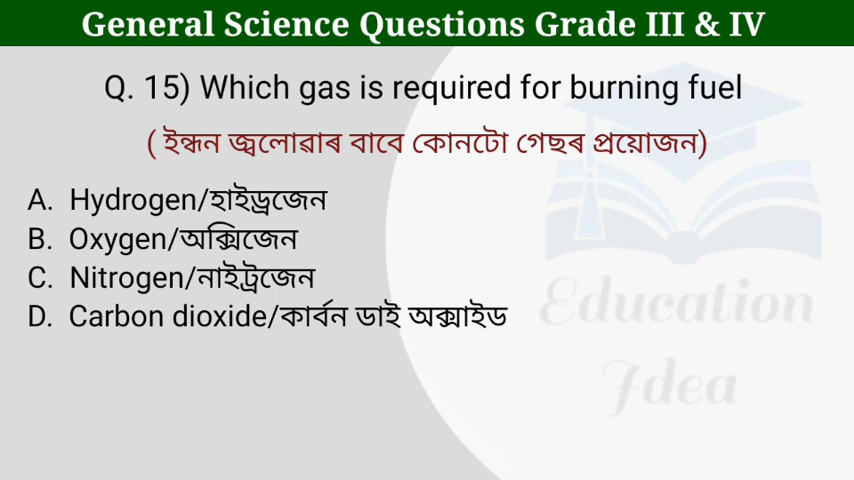 General Science Questions Grade III & IV
Q. 15) Which gas is required for burning fuel
( ইন্ধন জ্বলোৱাৰ বাবে কোনটো গেছৰ প্ৰয়োজন)
A. Hydrogen/হাইড্ৰজেন
B. Oxygen/অক্সিজেন
C. Nitrogen/নাইট্ৰজেন
D. Carbon dioxide/কাৰ্বন ডাই অক্সাইড
Education
Idea